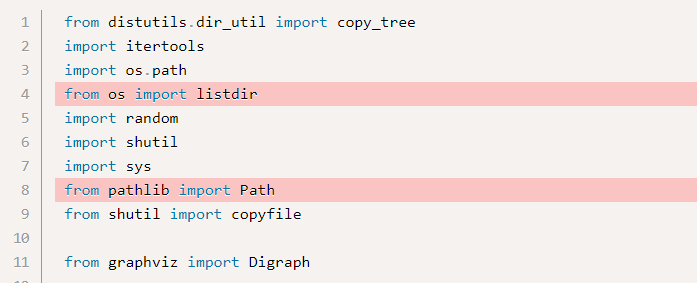 1 from distutils.dir_util import copy_tree
2 import itertools
3 import os.path
4 from os import listdir
5 import random
6 import shutil
7 import sys
8 from pathlib import Path
9 from shutil import copyfile
10
11 from graphviz import Digraph